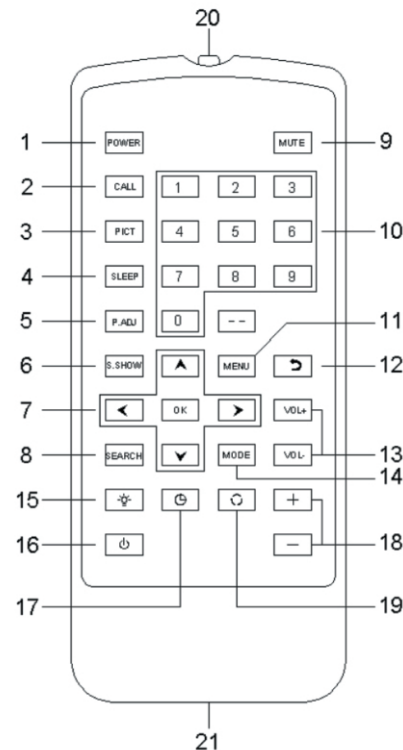 20
1 POWER MUTE 9
2 CALL 1 2 3
3 PICT 4 5 6 10
4 SLEEP 7 8 9
5 P.ADJ 0 -- 11
6 S.SHOW MENU 12
7 OK VOL+
8 SEARCH MODE VOL- 13
14
15 + 
16 − 18
17 19
21